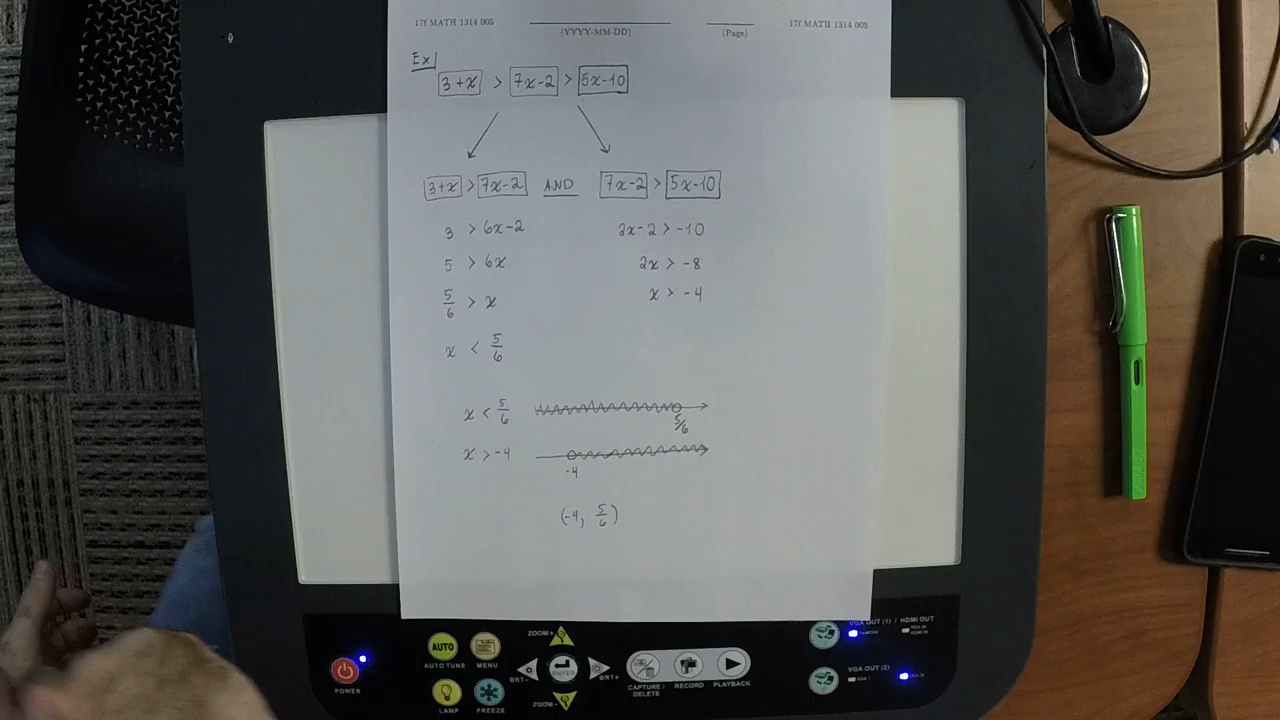 17f MATH 1314 005 (YYYY-MM-DD) (Page) 17f MATH 1314 005
Ex
3+x > 7x-2 > 5x-10
3+x > 7x-2 AND 7x-2 > 5x-10
3 > 6x-2 2x-2 > -10
5 > 6x 2x > -8
5/6 > x x > -4
x < 5/6
x < 5/6 5/6
x > -4 -4
(-4, 5/6)
POWER
AUTO
AUTO TUNE
MENU
LAMP
FREEZE
ZOOM+
BRT-
ENTER
BRT+
ZOOM-
CAPTURE / DELETE
RECORD
PLAYBACK
VGA OUT (1) / HDMI OUT
CAMERA
VGA OUT (2)